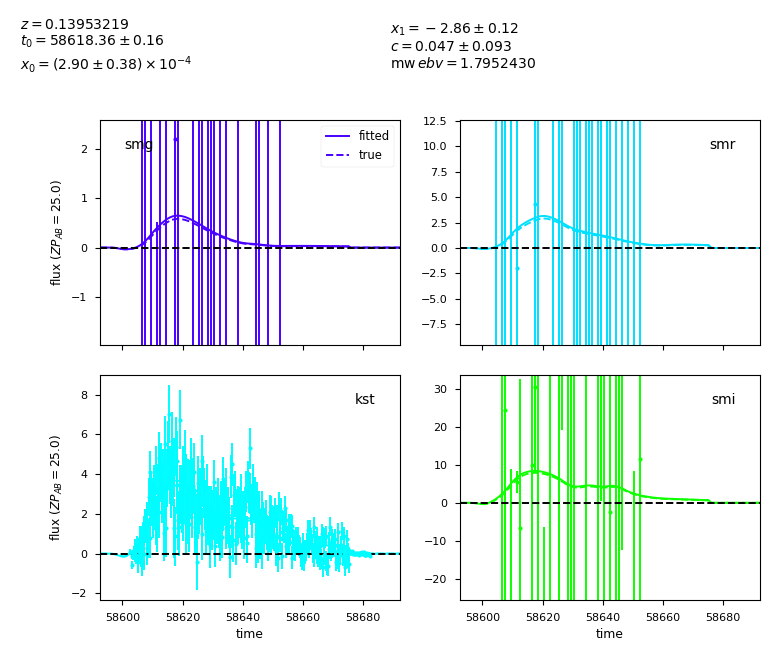 z = 0.13953219
t0 = 58618.36 ± 0.16
x0 = (2.90 ± 0.38) × 10^−4
x1 = −2.86 ± 0.12
c = 0.047 ± 0.093
mwebv = 1.7952430
smg
fitted
true
flux (ZP_AB = 25.0)
2
1
0
−1
smr
12.5
10.0
7.5
5.0
2.5
0.0
−2.5
−5.0
−7.5
kst
flux (ZP_AB = 25.0)
8
6
4
2
0
−2
58600 58620 58640 58660 58680
time
smi
30
20
10
0
−10
−20
58600 58620 58640 58660 58680
time